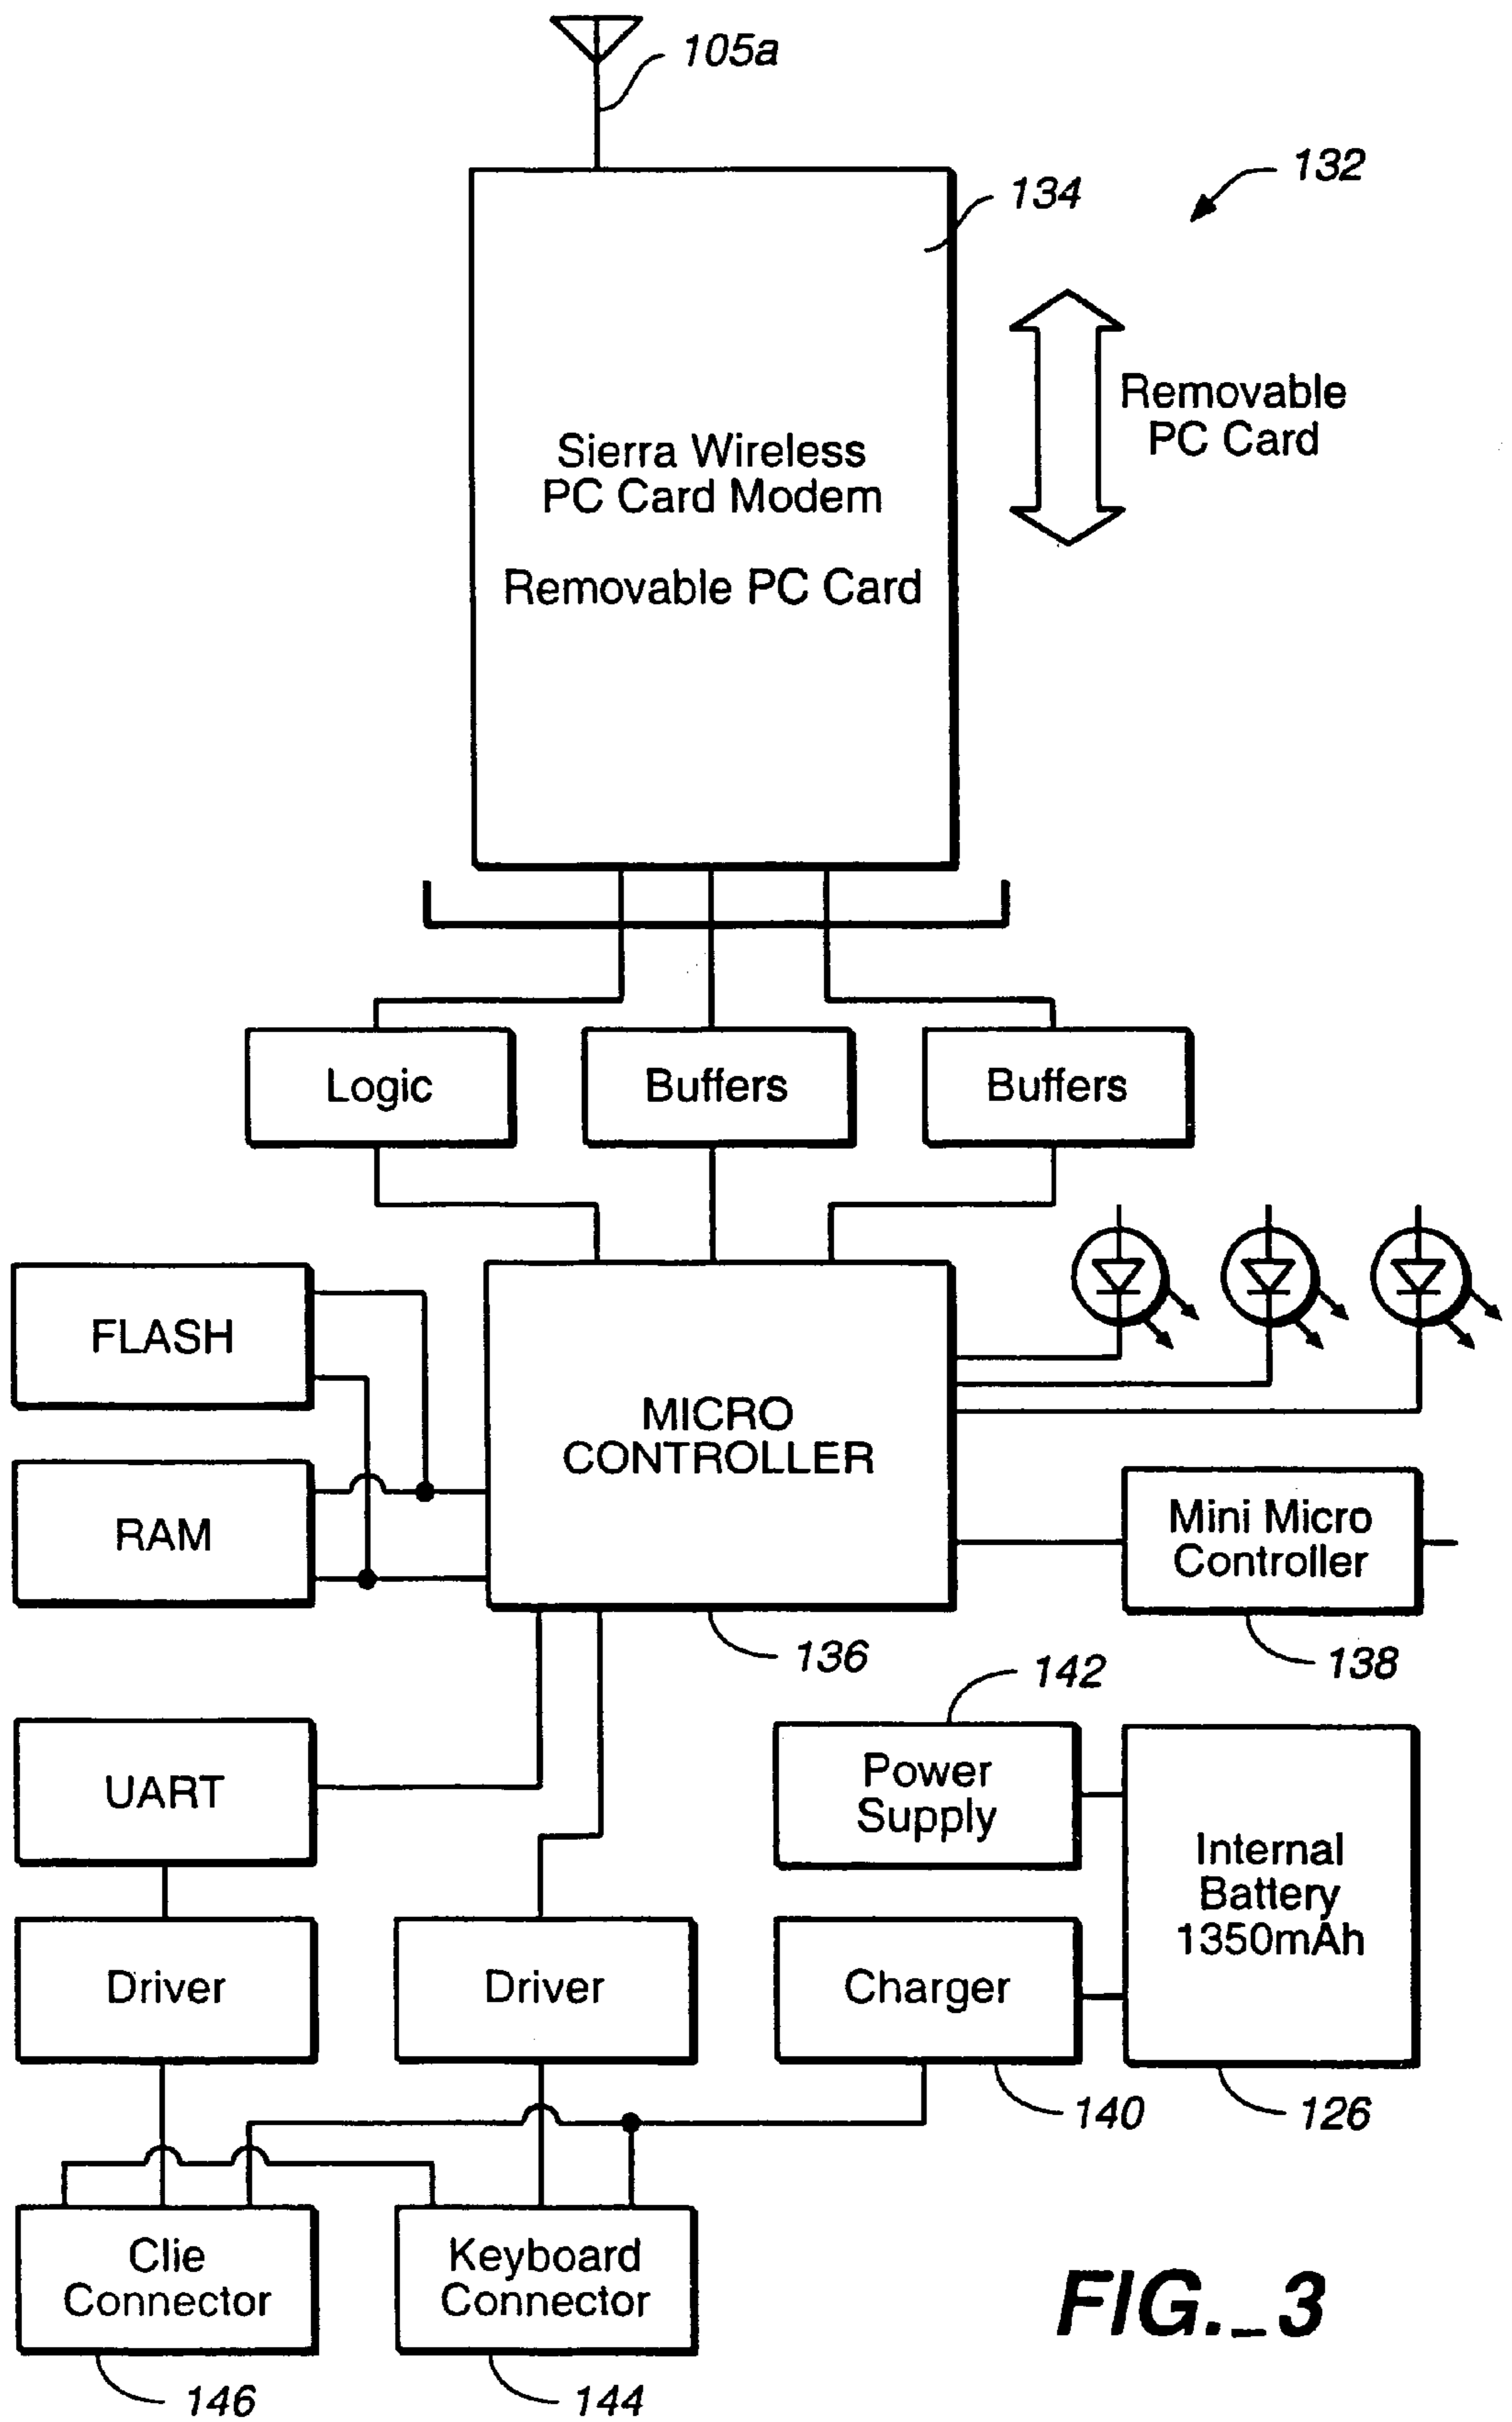 105a
132
134
Removable
PC Card
Sierra Wireless
PC Card Modem
Removable PC Card
Logic
Buffers
Buffers
FLASH
MICRO
CONTROLLER
RAM
Mini Micro
Controller
136
138
142
UART
Power
Supply
Internal
Battery
1350mAh
Driver
Driver
Charger
140
126
Clie
Connector
Keyboard
Connector
FIG._3
146
144